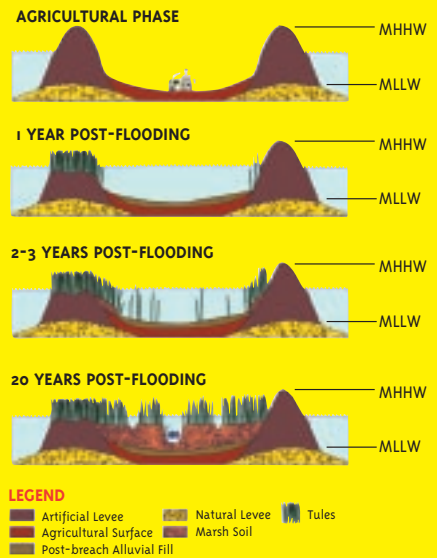 AGRICULTURAL PHASE
MHHW
MLLW
1 YEAR POST-FLOODING
MHHW
MLLW
2-3 YEARS POST-FLOODING
MHHW
MLLW
20 YEARS POST-FLOODING
MHHW
MLLW
LEGEND
Artificial Levee
Natural Levee
Tules
Agricultural Surface
Marsh Soil
Post-breach Alluvial Fill